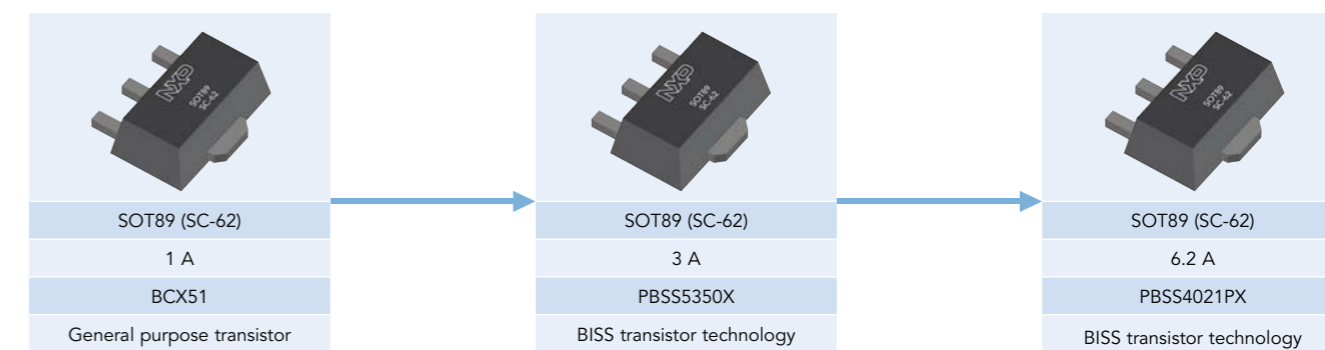 NXP
SOT89
SC-62
SOT89 (SC-62)
1 A
BCX51
General purpose transistor
NXP
SOT89
SC-62
SOT89 (SC-62)
3 A
PBSS5350X
BISS transistor technology
NXP
SOT89
SC-62
SOT89 (SC-62)
6.2 A
PBSS4021PX
BISS transistor technology